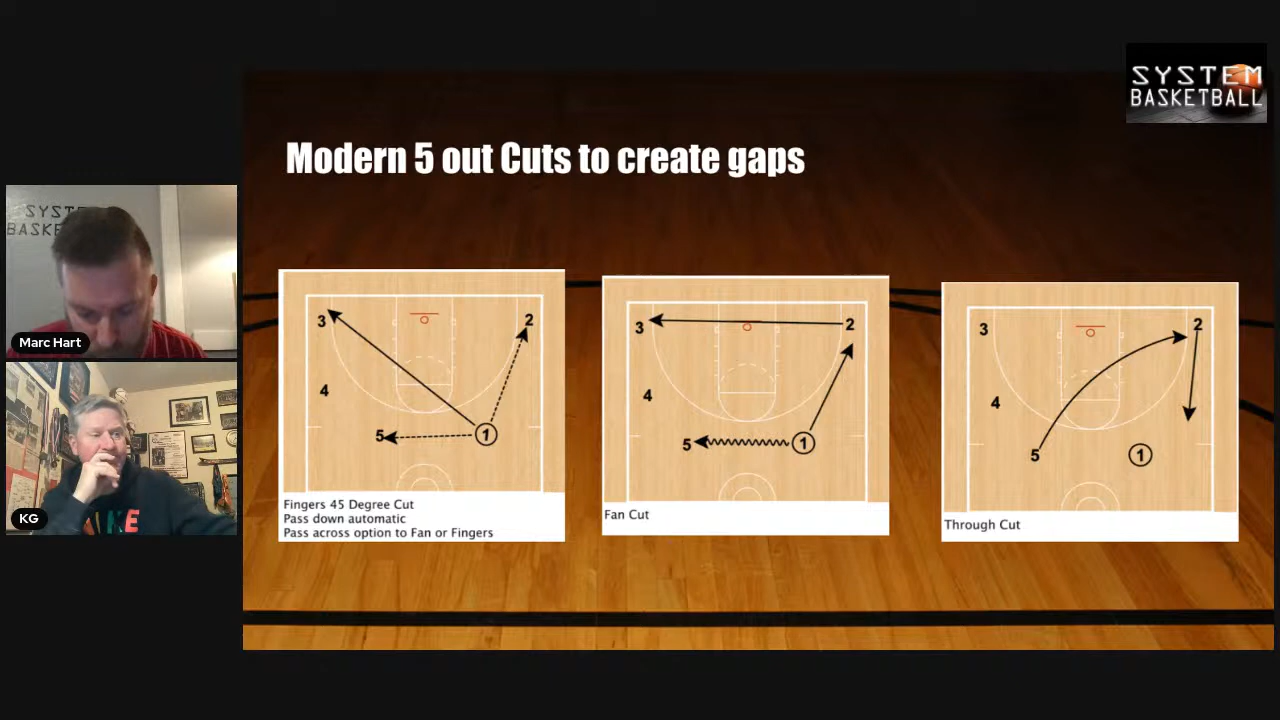 SYSTEM
BASKETBALL
Modern 5 out Cuts to create gaps
SYST
BASKE
Marc Hart
KG
3
2
4
5
1
Fingers 45 Degree Cut
Pass down automatic
Pass across option to Fan or Fingers
3
2
4
5
1
Fan Cut
3
2
4
5
1
Through Cut